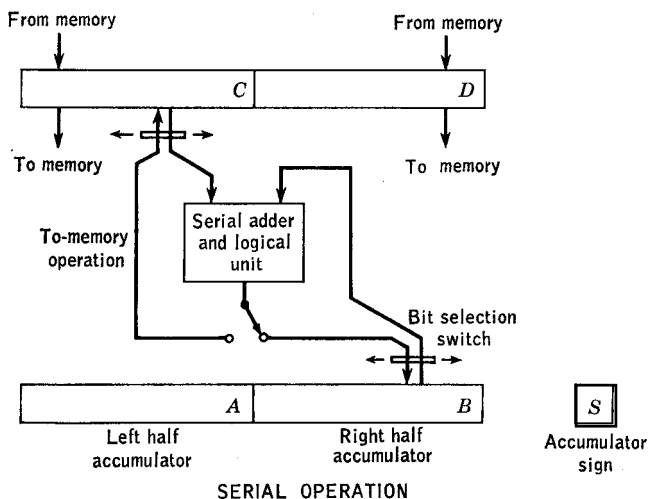 From memory
From memory
C
D
To memory
To memory
Serial adder
and logical
unit
To-memory
operation
Bit selection
switch
A
B
S
Left half
accumulator
Right half
accumulator
Accumulator
sign
SERIAL OPERATION